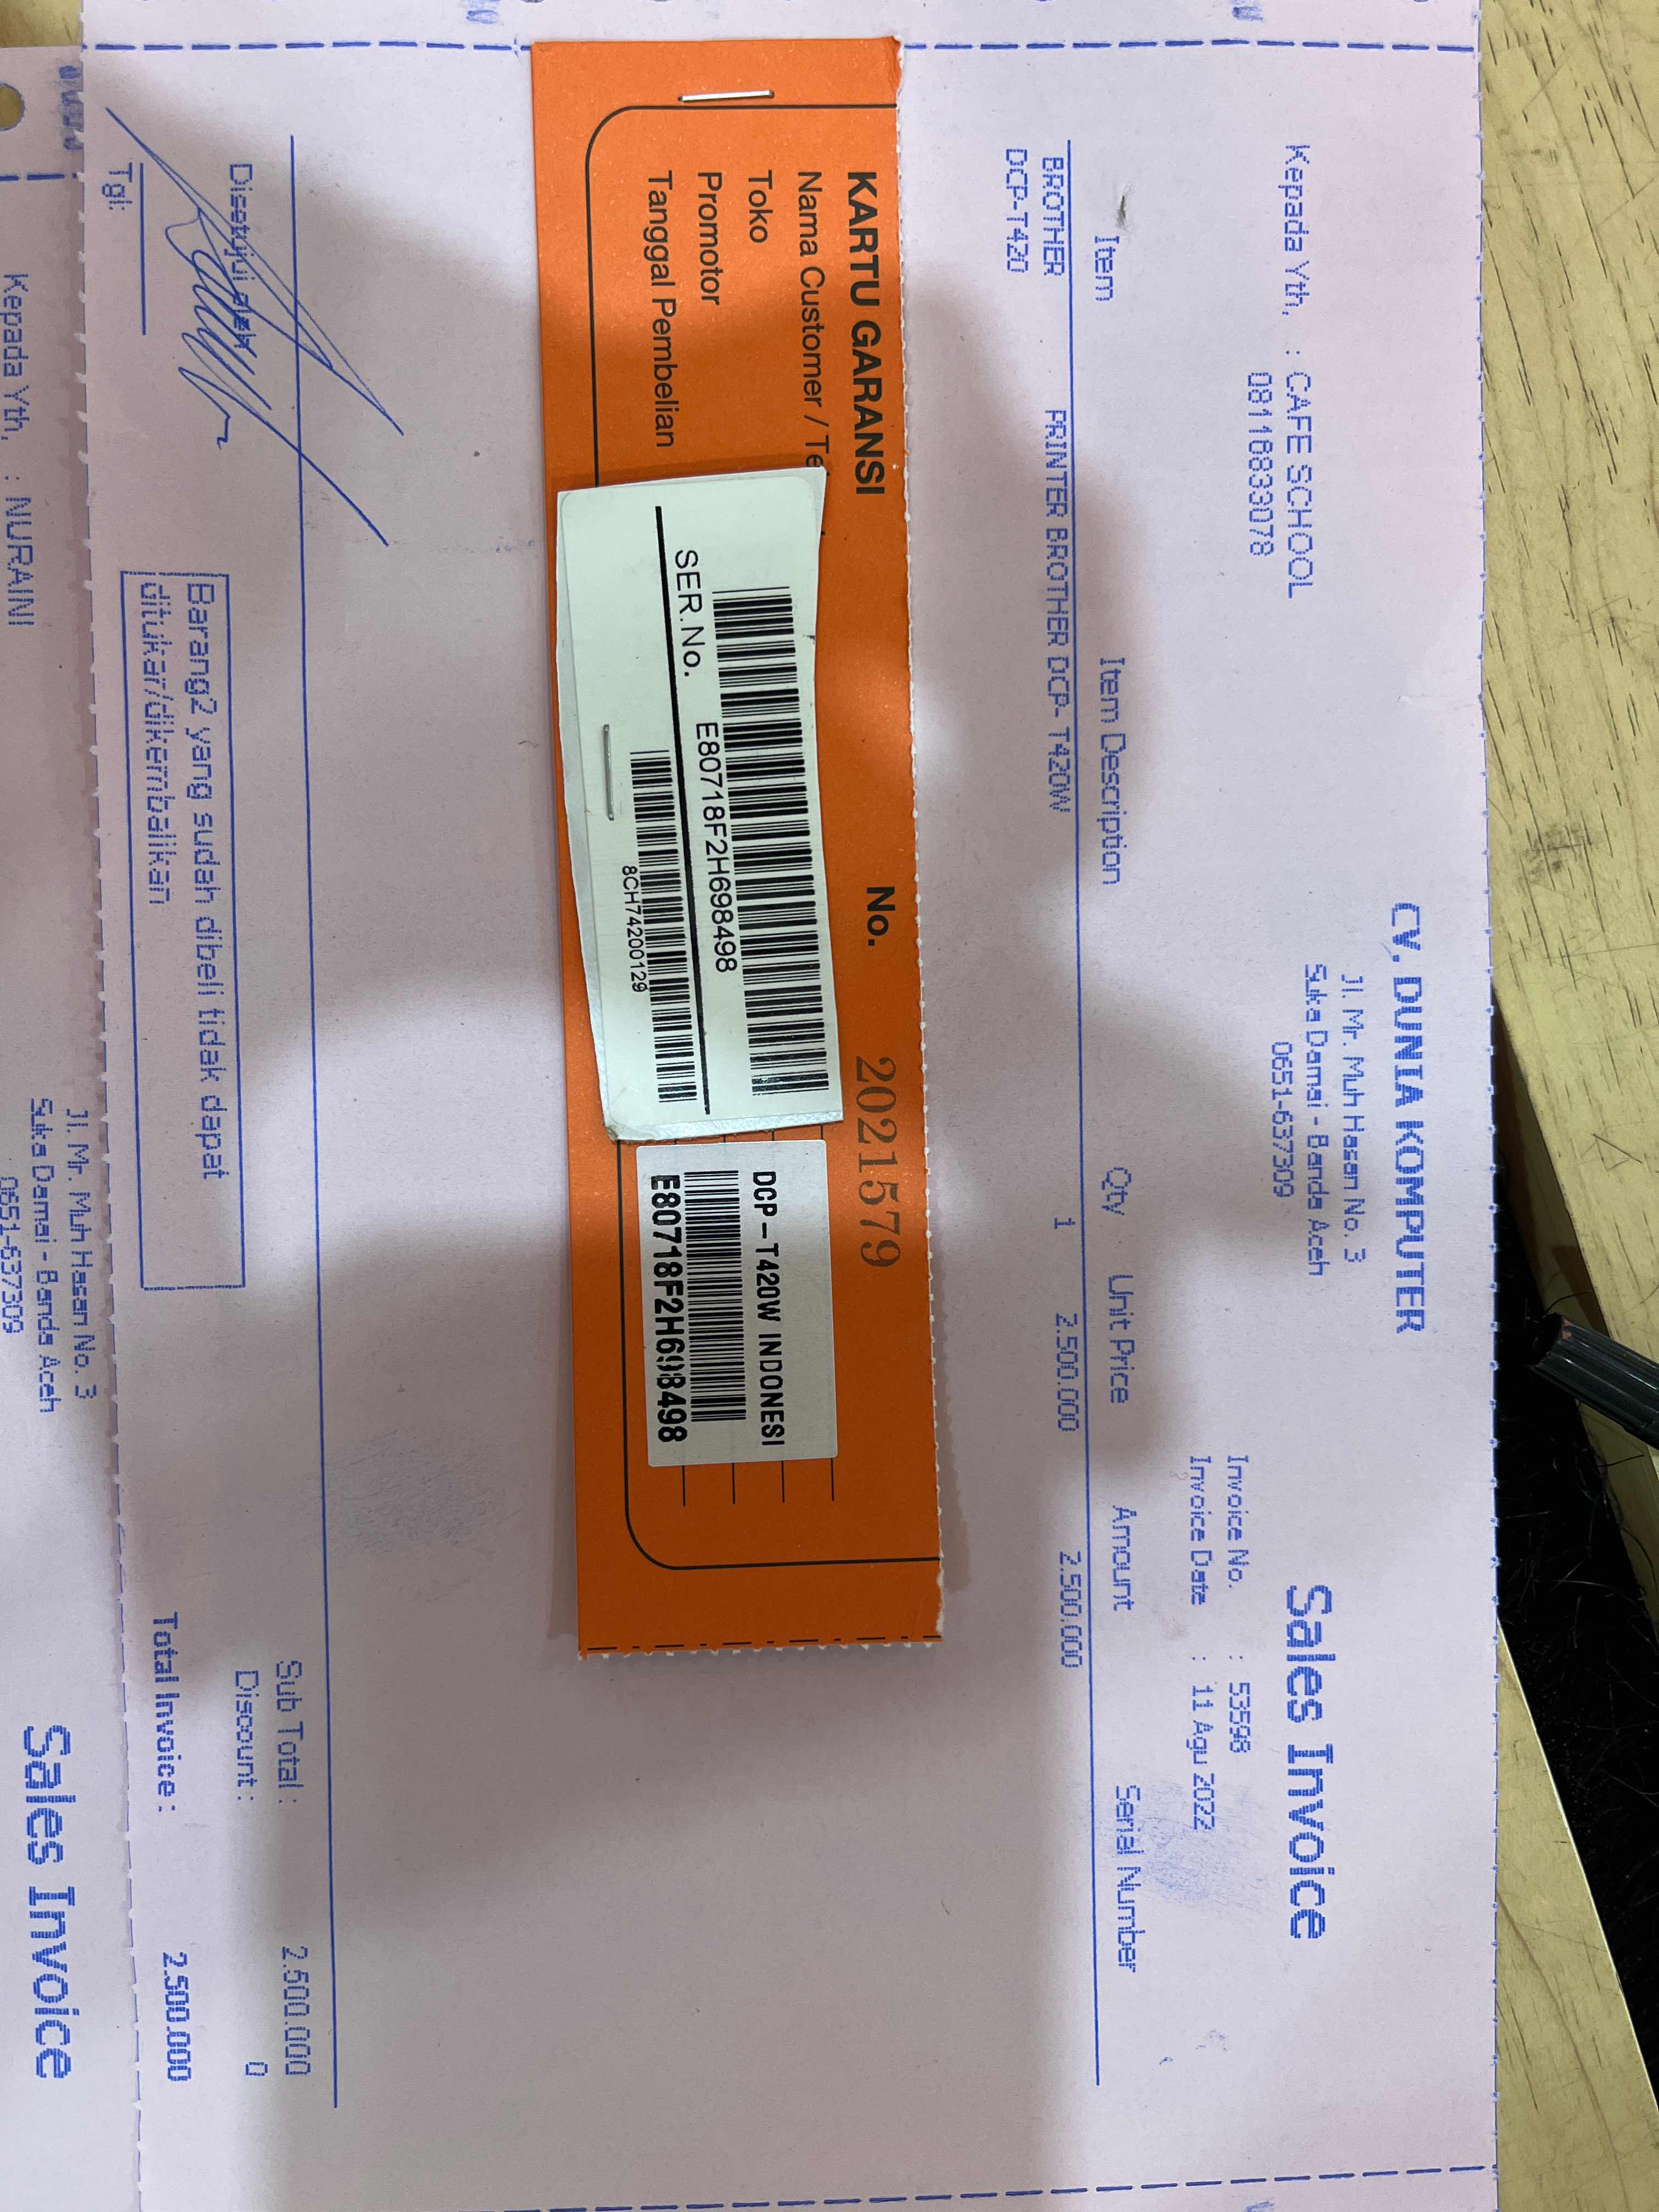 CV. DUNIA KOMPUTER
Jl. Mr. Muh Hasan No. 3
Suka Damai - Banda Aceh
0651-637309
Sales Invoice
Kepada Yth, : CAFE SCHOOL
08116833078
Invoice No. : 53598
Invoice Date : 11 Agu 2022
Item Item Description Qty Unit Price Amount Serial Number
BROTHER PRINTER BROTHER DCP- T420W 1 2.500.000 2.500.000
DCP-T420
KARTU GARANSI No. 2021579
Nama Customer / Te
Toko
Promotor
Tanggal Pembelian
SER.No. E80718F2H698498
8CH74200129
DCP-T420W INDONESI
E80718F2H698498
Sub Total : 2.500.000
Discount : 0
Total Invoice : 2.500.000
Disetujui oleh
Tgl:
Barang2 yang sudah dibeli tidak dapat
ditukar/dikembalikan
Jl. Mr. Muh Hasan No. 3
Suka Damai - Banda Aceh
0651-637309
Sales Invoice
Kepada Yth, : NURAINI